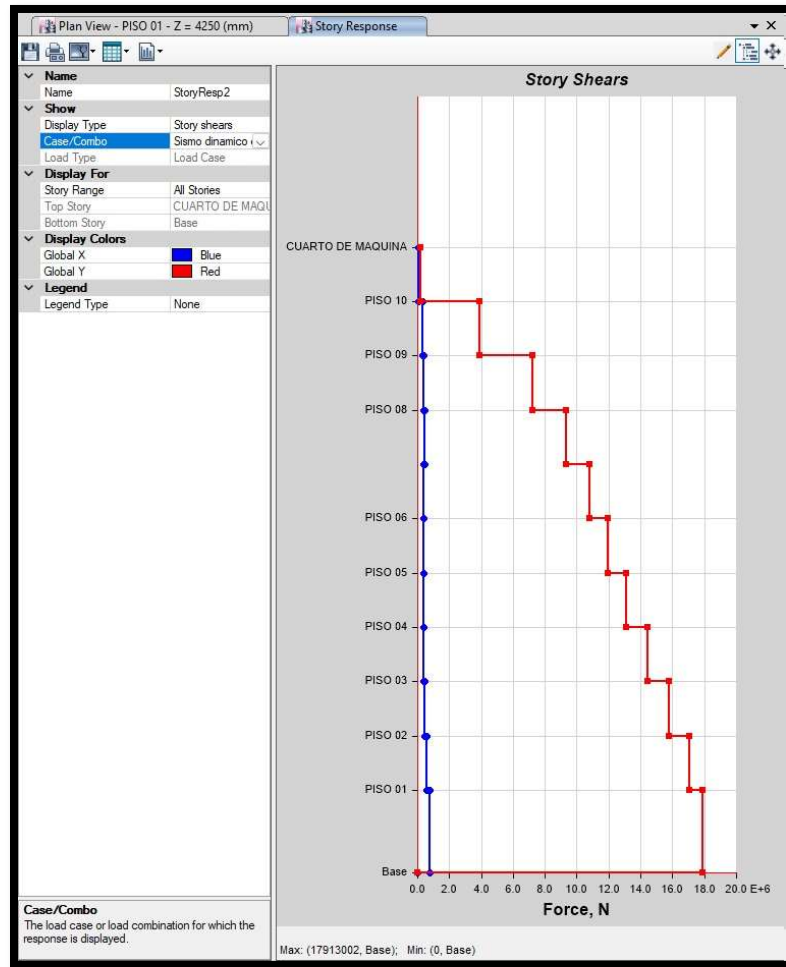 Plan View - PISO 01 - Z = 4250 (mm)
Story Response
Name
Name StoryResp2
Show
Display Type Story shears
Case/Combo Sismo dinamico
Load Type Load Case
Display For
Story Range All Stories
Top Story CUARTO DE MAQU
Bottom Story Base
Display Colors
Global X Blue
Global Y Red
Legend
Legend Type None
Case/Combo
The load case or load combination for which the
response is displayed.
Story Shears
CUARTO DE MAQUINA
PISO 10
PISO 09
PISO 08
PISO 06
PISO 05
PISO 04
PISO 03
PISO 02
PISO 01
Base
0.0 2.0 4.0 6.0 8.0 10.0 12.0 14.0 16.0 18.0 20.0 E+6
Force, N
Max: (17913002, Base); Min: (0, Base)